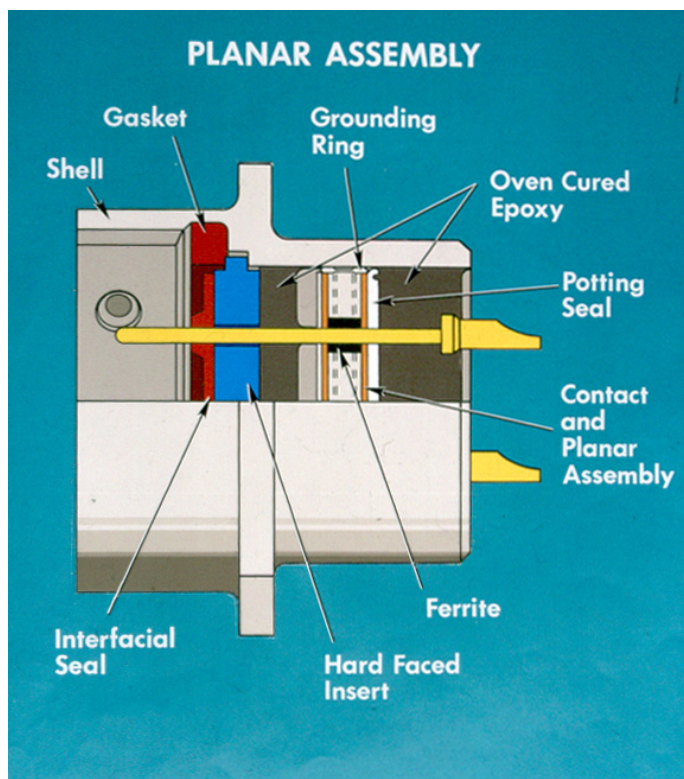 PLANAR ASSEMBLY
Gasket
Grounding
Ring
Shell
Oven Cured
Epoxy
Potting
Seal
Contact
and
Planar
Assembly
Ferrite
Interfacial
Seal
Hard Faced
Insert